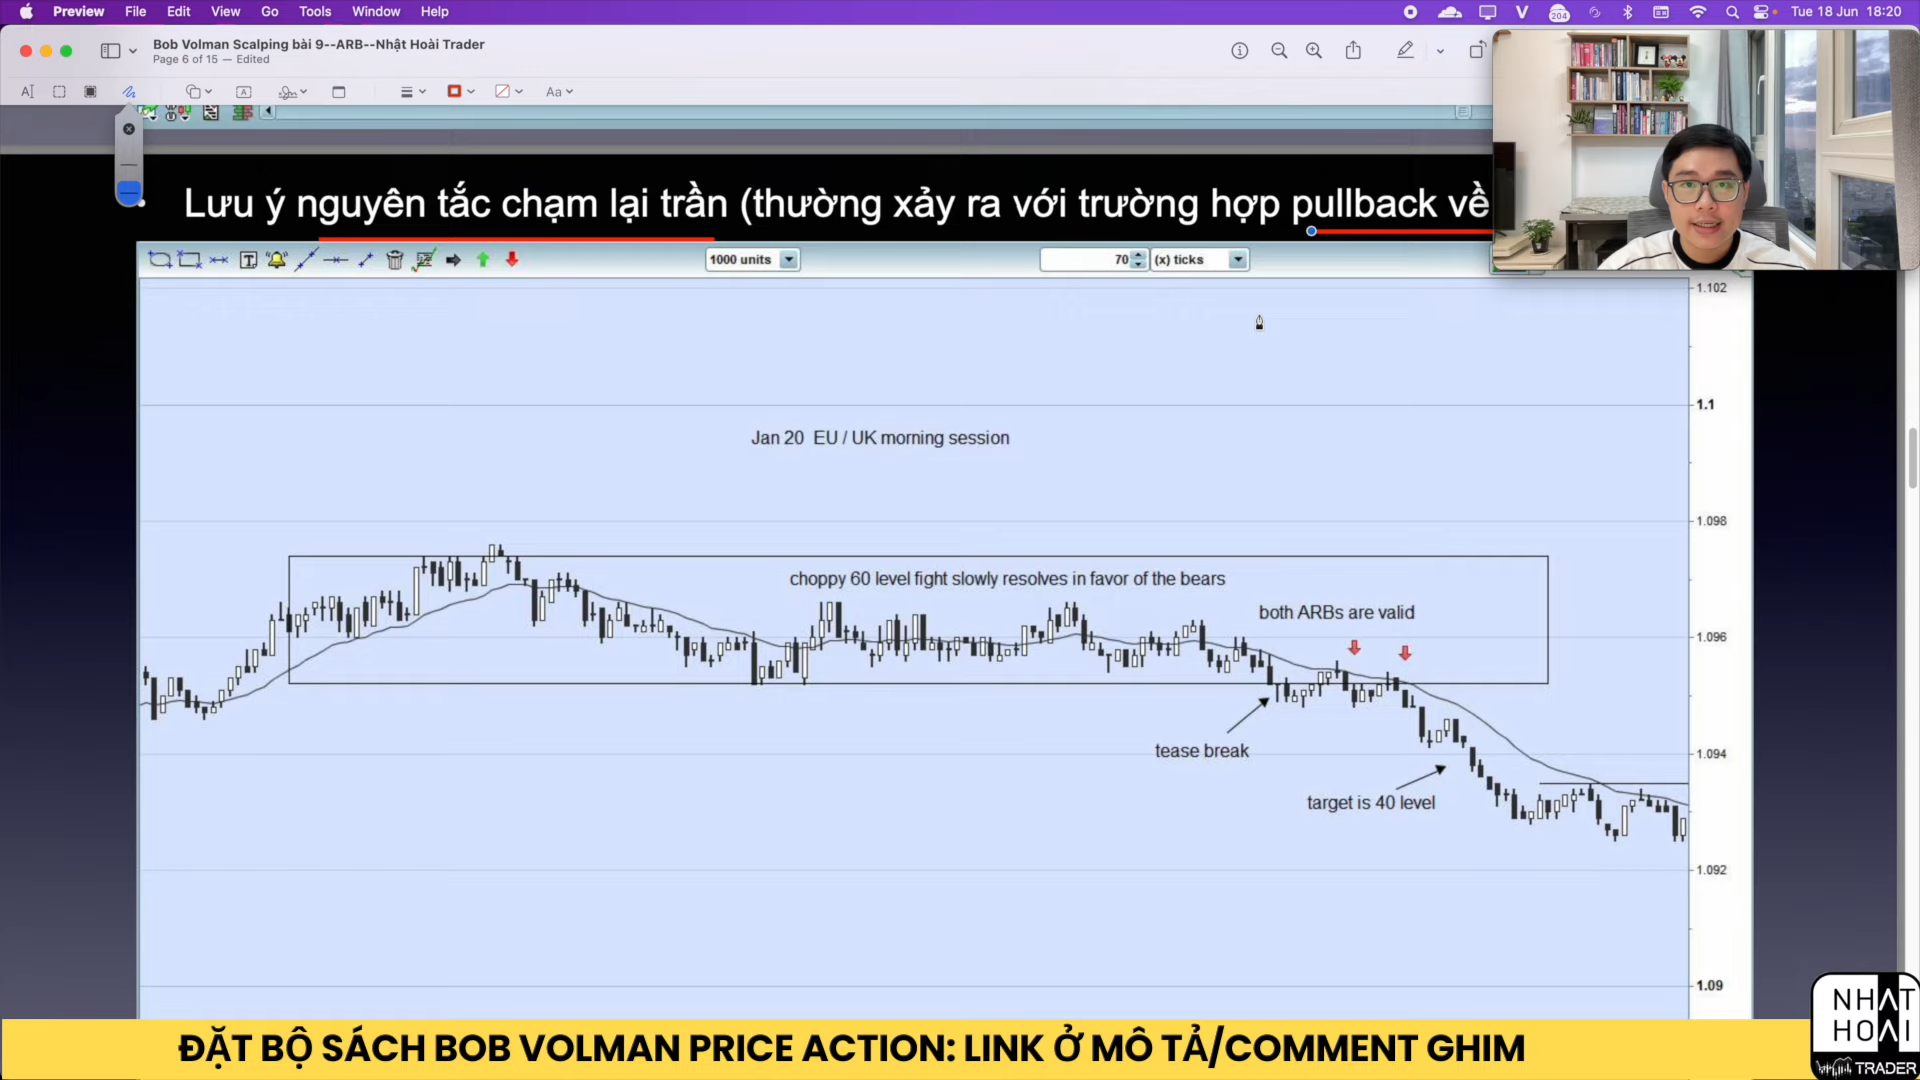 Preview File Edit View Go Tools Window Help
204
Tue 18 Jun 18:20
Bob Volman Scalping bài 9--ARB--Nhật Hoài Trader
Page 6 of 15 — Edited
Aa
Lưu ý nguyên tắc chạm lại trần (thường xảy ra với trường hợp pullback về
1000 units
70
(x) ticks
1.102
1.1
Jan 20 EU / UK morning session
1.098
choppy 60 level fight slowly resolves in favor of the bears
both ARBs are valid
1.096
tease break
1.094
target is 40 level
1.092
1.09
NHẬT
HOÀI
TRADER
ĐẶT BỘ SÁCH BOB VOLMAN PRICE ACTION: LINK Ở MÔ TẢ/COMMENT GHIM